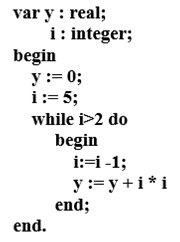 var y : real;
i : integer;
begin
y := 0;
i := 5;
while i>2 do
begin
i:=i -1;
y := y + i * i
end;
end.